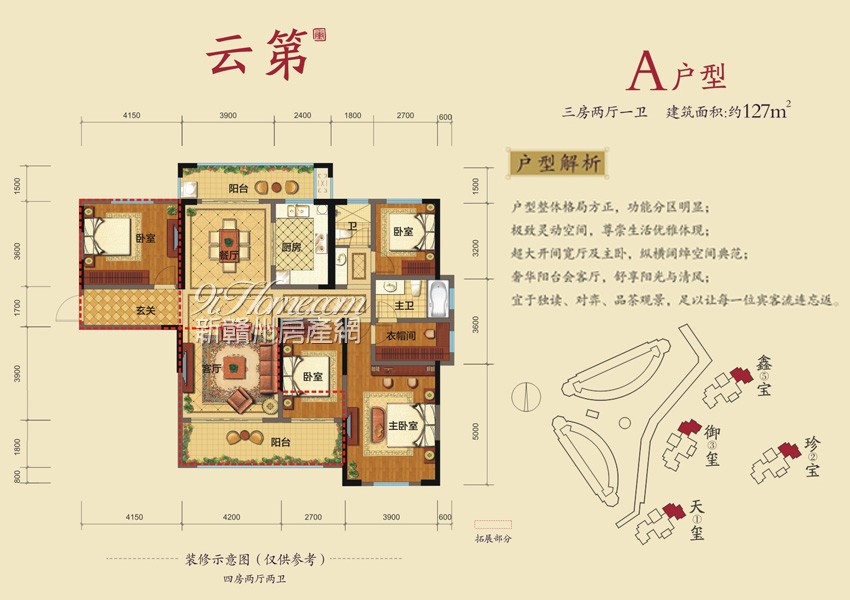 云第
A户型
三房两厅一卫 建筑面积:约127m²
4150 3900 2400 1800 2700 600
户型解析
户型整体格局方正，功能分区明显；
极致灵动空间，尊崇生活优雅体现；
超大开间宽厅及主卧，纵横阔绰空间典范；
奢华阳台会客厅，舒享阳光与清风；
宜于独读、对弈、品茶观景，足以让每一位宾客流连忘返。
1500
3600
1700
3900
1800
800
阳台
卧室
餐厅
厨房
卫
卧室
玄关
主卫
衣帽间
客厅
卧室
主卧室
阳台
1500
3200
3600
5000
9iHome.com
新赣州房產網
鑫⑤宝
御③玺
珍②宝
天①玺
4150 4200 2700 3900 600
拓展部分
装修示意图（仅供参考）
四房两厅两卫